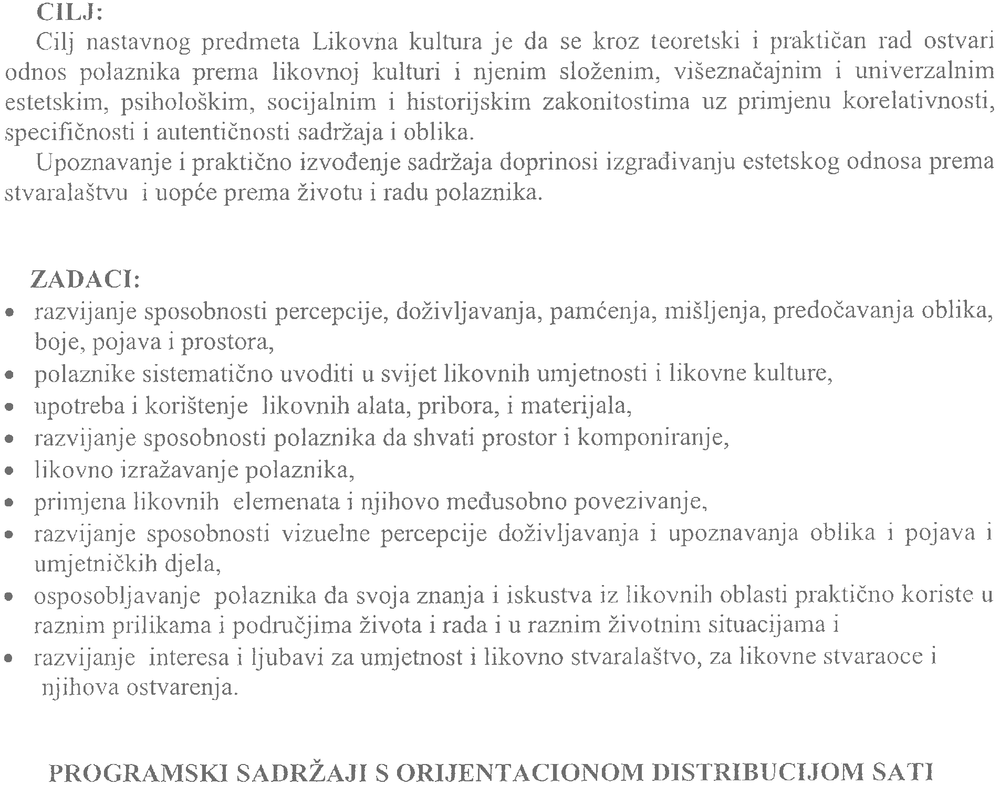 CILJ:
Cilj nastavnog predmeta Likovna kultura je da se kroz teoretski i praktičan rad ostvari
odnos polaznika prema likovnoj kulturi i njenim složenim, višeznačajnim i univerzalnim
estetskim, psihološkim, socijalnim i historijskim zakonitostima uz primjenu korelativnosti,
specifičnosti i autentičnosti sadržaja i oblika.
Upoznavanje i praktično izvođenje sadržaja doprinosi izgrađivanju estetskog odnosa prema
stvaralaštvu i uopće prema životu i radu polaznika.
ZADACI:
• razvijanje sposobnosti percepcije, doživljavanja, pamćenja, mišljenja, predočavanja oblika,
boje, pojava i prostora,
• polaznike sistematično uvoditi u svijet likovnih umjetnosti i likovne kulture,
• upotreba i korištenje likovnih alata, pribora, i materijala,
• razvijanje sposobnosti polaznika da shvati prostor i komponiranje,
• likovno izražavanje polaznika,
• primjena likovnih elemenata i njihovo međusobno povezivanje,
• razvijanje sposobnosti vizuelne percepcije doživljavanja i upoznavanja oblika i pojava i
umjetničkih djela,
• osposobljavanje polaznika da svoja znanja i iskustva iz likovnih oblasti praktično koriste u
raznim prilikama i područjima života i rada i u raznim životnim situacijama i
• razvijanje interesa i ljubavi za umjetnost i likovno stvaralaštvo, za likovne stvaraoce i
njihova ostvarenja.
PROGRAMSKI SADRŽAJI S ORIJENTACIONOM DISTRIBUCIJOM SATI